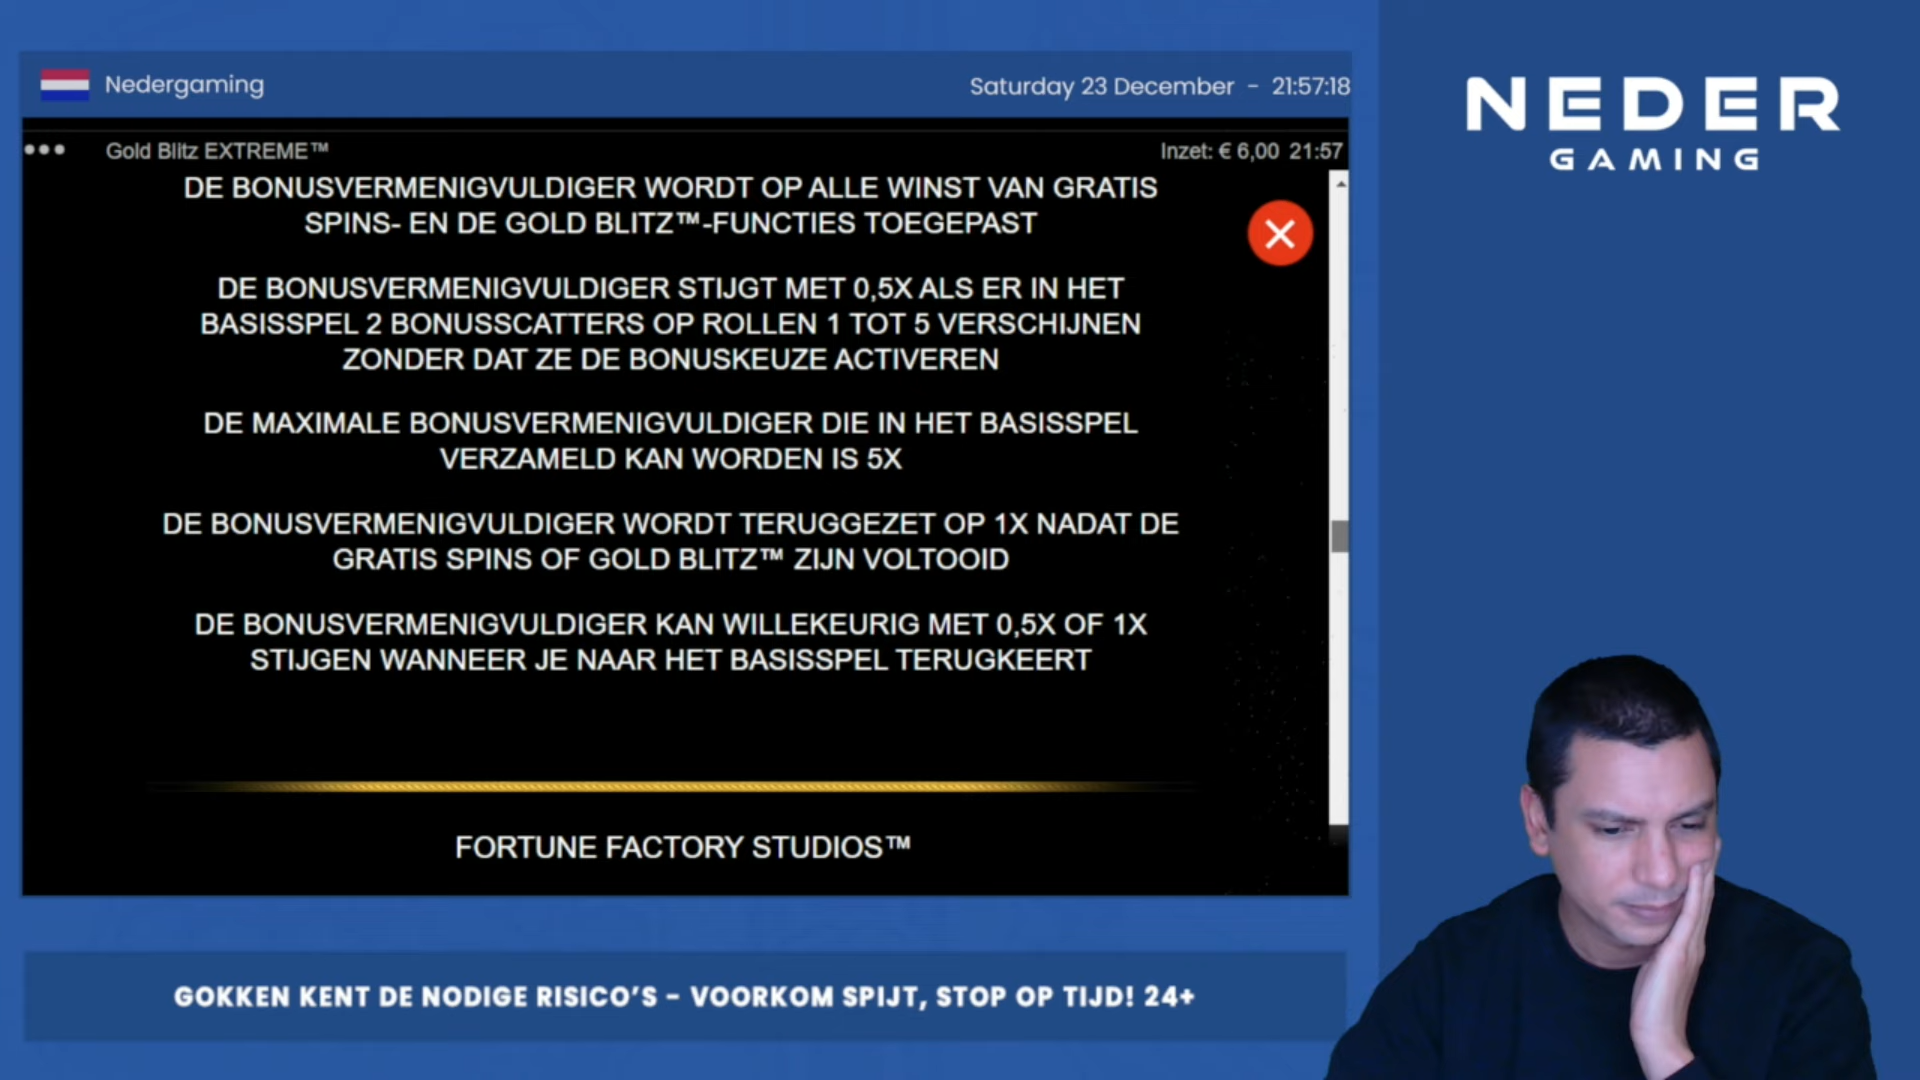 Nedergaming
Saturday 23 December - 21:57:18
NEDER
GAMING
Gold Blitz EXTREME™
Inzet: € 6,00 21:57
DE BONUSVERMENIGVULDIGER WORDT OP ALLE WINST VAN GRATIS
SPINS- EN DE GOLD BLITZ™-FUNCTIES TOEGEPAST
DE BONUSVERMENIGVULDIGER STIJGT MET 0,5X ALS ER IN HET
BASISSPEL 2 BONUSSCATTERS OP ROLLEN 1 TOT 5 VERSCHIJNEN
ZONDER DAT ZE DE BONUSKEUZE ACTIVEREN
DE MAXIMALE BONUSVERMENIGVULDIGER DIE IN HET BASISSPEL
VERZAMELD KAN WORDEN IS 5X
DE BONUSVERMENIGVULDIGER WORDT TERUGGEZET OP 1X NADAT DE
GRATIS SPINS OF GOLD BLITZ™ ZIJN VOLTOOID
DE BONUSVERMENIGVULDIGER KAN WILLEKEURIG MET 0,5X OF 1X
STIJGEN WANNEER JE NAAR HET BASISSPEL TERUGKEERT
FORTUNE FACTORY STUDIOS™
GOKKEN KENT DE NODIGE RISICO'S - VOORKOM SPIJT, STOP OP TIJD! 24+